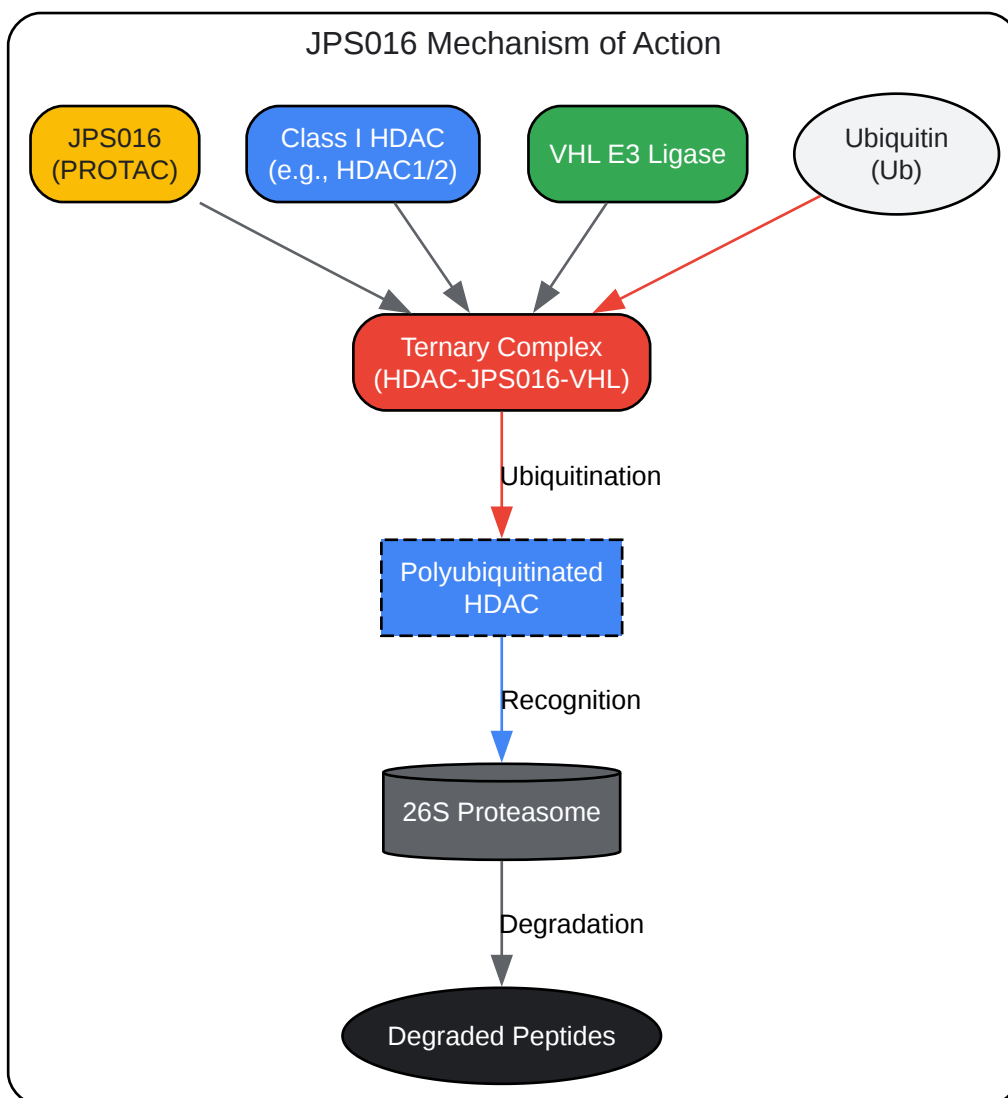 JPS016 Mechanism of Action
JPS016
(PROTAC)
Class I HDAC
(e.g., HDAC1/2)
VHL E3 Ligase
Ubiquitin
(Ub)
Ternary Complex
(HDAC-JPS016-VHL)
Ubiquitination
Polyubiquitinated
HDAC
Recognition
26S Proteasome
Degradation
Degraded Peptides